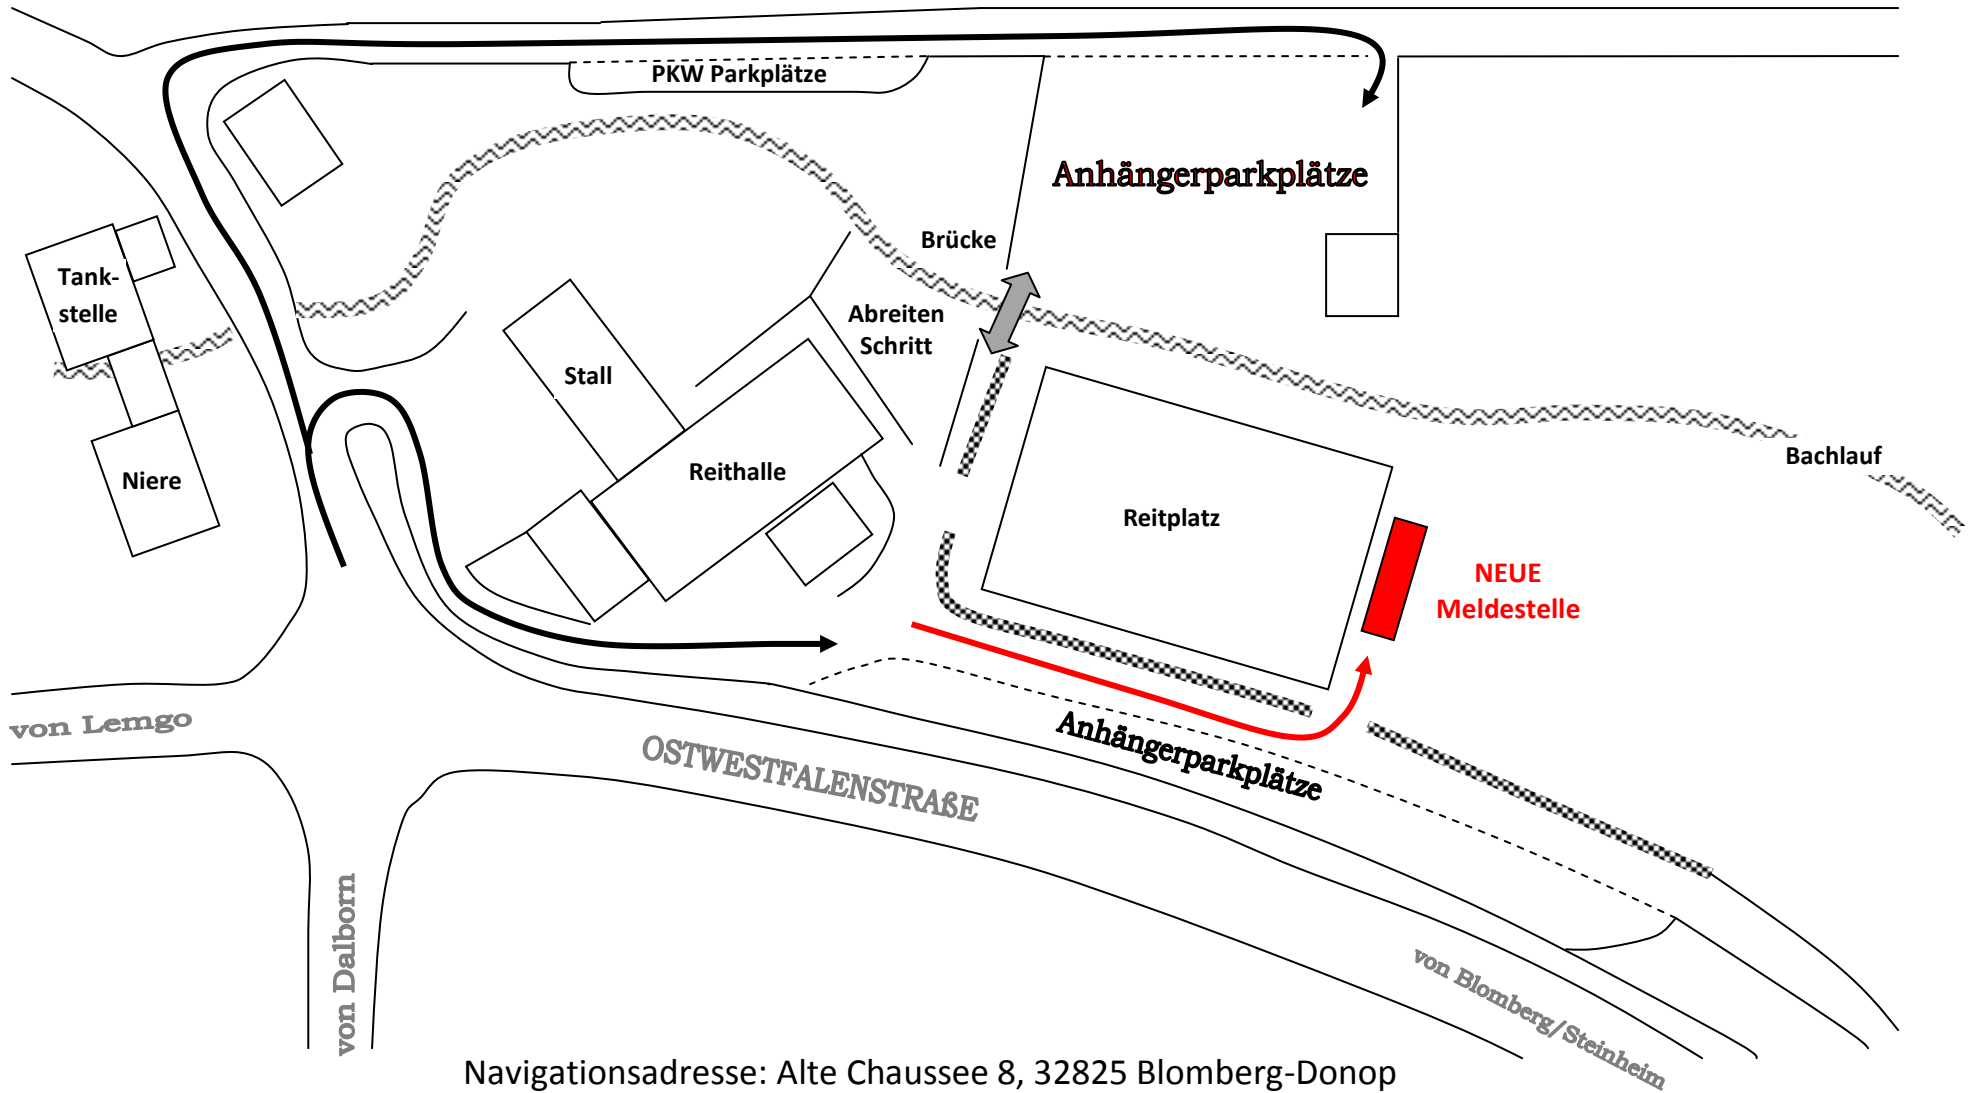 PKW Parkplätze
Anhängerparkplätze
Brücke
Tank-
stelle
Abreiten
Schritt
Stall
Reithalle
Niere
Reitplatz
Bachlauf
NEUE
Meldestelle
von Lemgo
OSTWESTFALENSTRAßE
Anhängerparkplätze
von Dalborn
von Blomberg/Steinheim
Navigationsadresse: Alte Chaussee 8, 32825 Blomberg-Donop